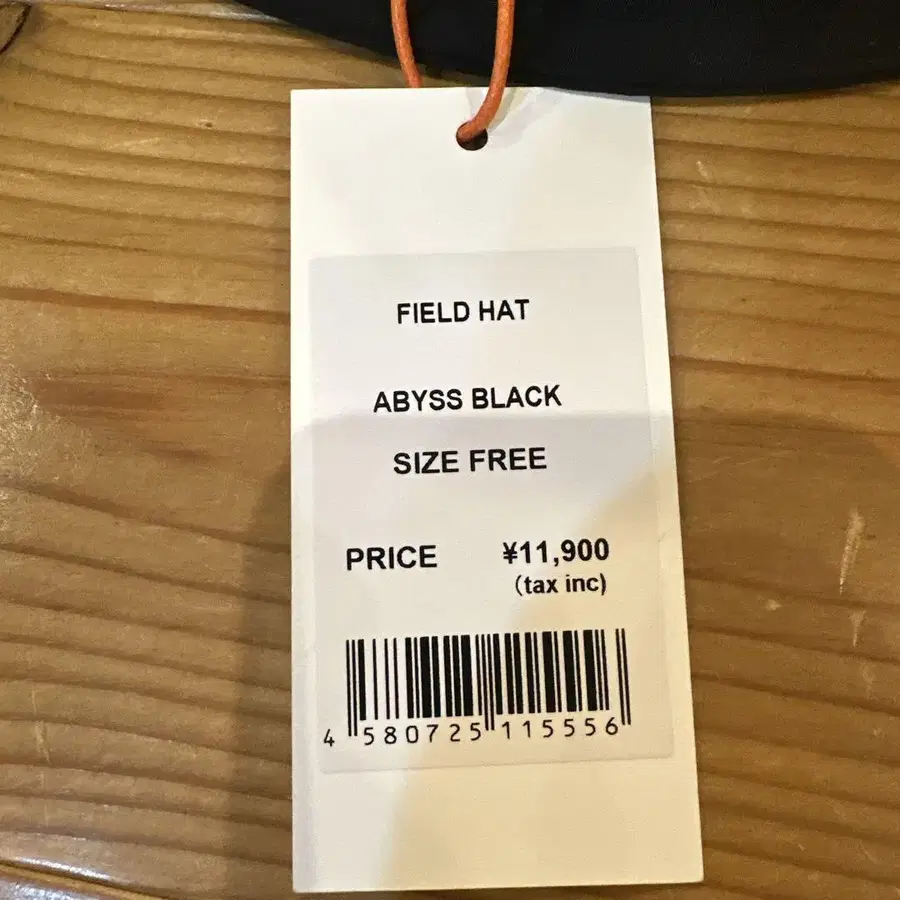 FIELD HAT
ABYSS BLACK
SIZE FREE
PRICE ¥11,900
(tax inc)
4 580725 115556